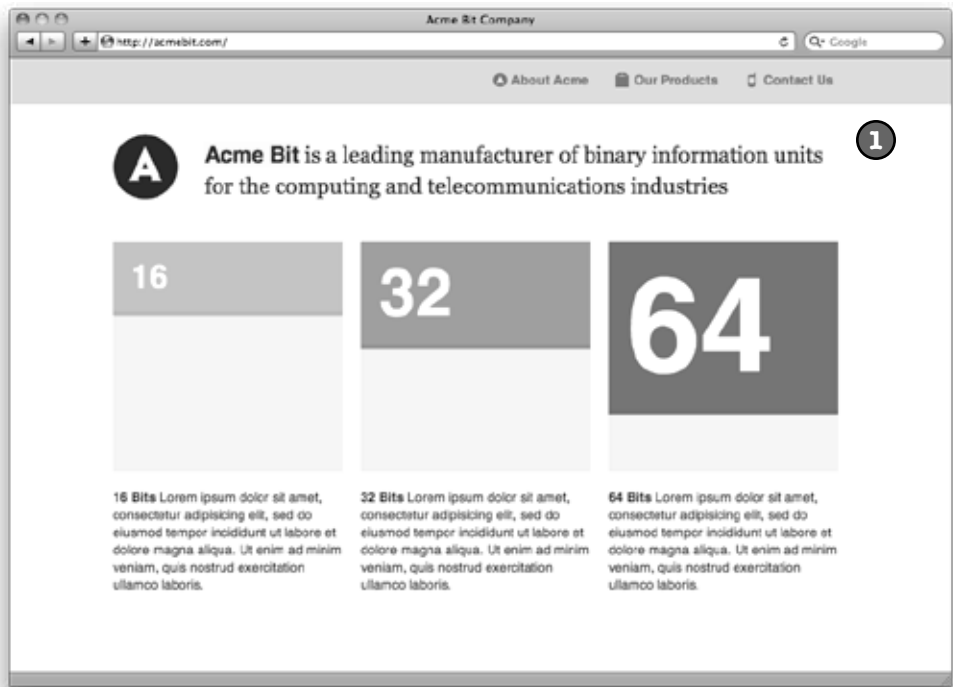 Acme Bit Company
http://acmebit.com/
Google
About Acme Our Products Contact Us
1
A
Acme Bit is a leading manufacturer of binary information units
for the computing and telecommunications industries
16
32
64
16 Bits Lorem ipsum dolor sit amet,
consectetur adipisicing elit, sed do
eiusmod tempor incididunt ut labore et
dolore magna aliqua. Ut enim ad minim
veniam, quis nostrud exercitation
ullamco laboris.
32 Bits Lorem ipsum dolor sit amet,
consectetur adipisicing elit, sed do
eiusmod tempor incididunt ut labore et
dolore magna aliqua. Ut enim ad minim
veniam, quis nostrud exercitation
ullamco laboris.
64 Bits Lorem ipsum dolor sit amet,
consectetur adipisicing elit, sed do
eiusmod tempor incididunt ut labore et
dolore magna aliqua. Ut enim ad minim
veniam, quis nostrud exercitation
ullamco laboris.